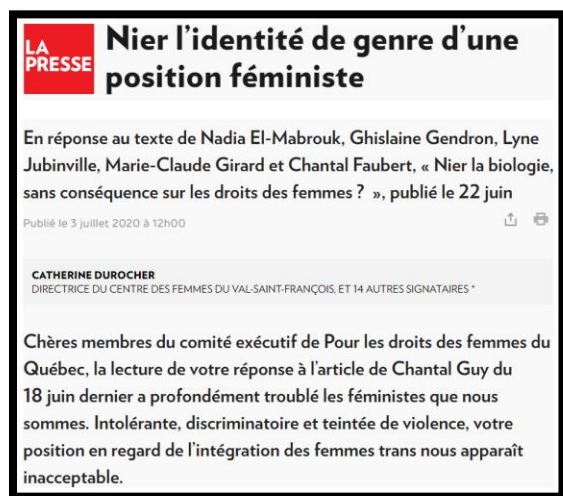 LA
PRESSE
Nier l’identité de genre d’une
position féministe
En réponse au texte de Nadia El-Mabrouk, Ghislaine Gendron, Lyne
Jubinville, Marie-Claude Girard et Chantal Faubert, « Nier la biologie,
sans conséquence sur les droits des femmes ? », publié le 22 juin
Publié le 3 juillet 2020 à 12h00
CATHERINE DUROCHER
DIRECTRICE DU CENTRE DES FEMMES DU VAL-SAINT-FRANÇOIS, ET 14 AUTRES SIGNATAIRES *
Chères membres du comité exécutif de Pour les droits des femmes du
Québec, la lecture de votre réponse à l’article de Chantal Guy du
18 juin dernier a profondément troublé les féministes que nous
sommes. Intolérante, discriminatoire et teintée de violence, votre
position en regard de l’intégration des femmes trans nous apparaît
inacceptable.